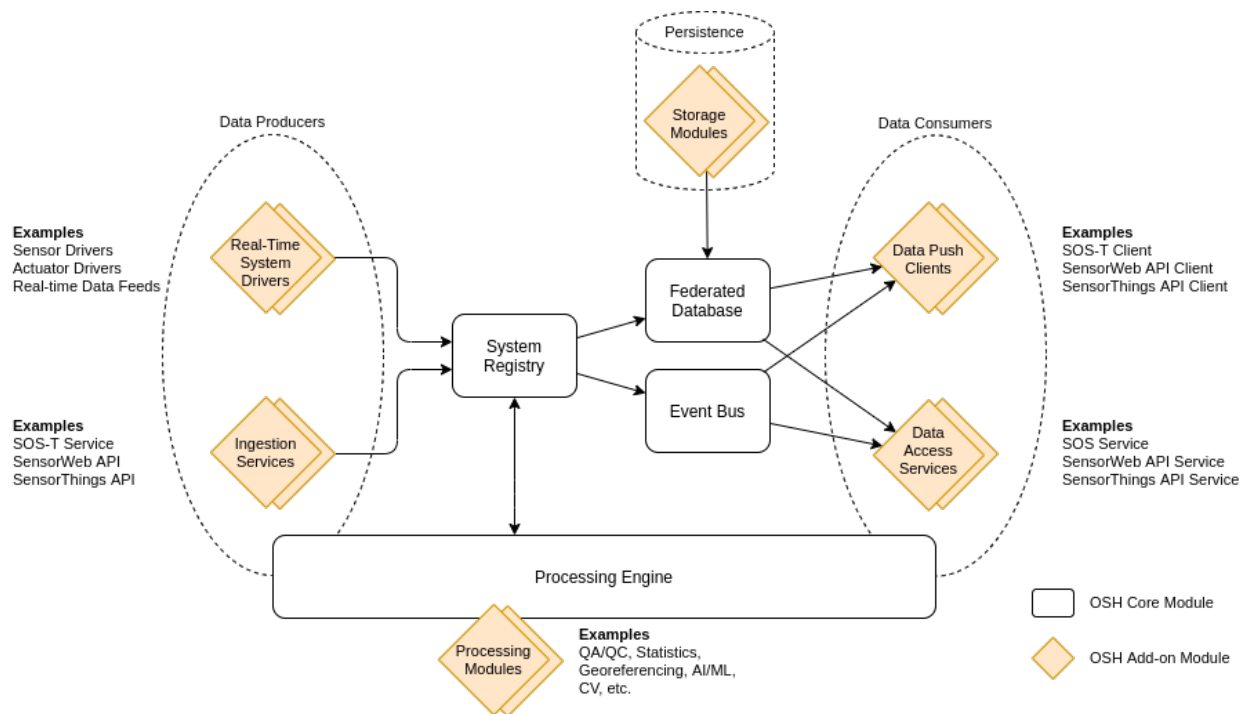 Persistence
Storage
Modules
Data Producers
Data Consumers
Examples
Sensor Drivers
Actuator Drivers
Real-time Data Feeds
Real-Time
System
Drivers
Federated
Database
Data Push
Clients
Examples
SOS-T Client
SensorWeb API Client
SensorThings API Client
System
Registry
Event Bus
Examples
SOS-T Service
SensorWeb API
SensorThings API
Ingestion
Services
Data
Access
Services
Examples
SOS Service
SensorWeb API Service
SensorThings API Service
Processing Engine
Processing
Modules
Examples
QA/QC, Statistics,
Georeferencing, AI/ML,
CV, etc.
OSH Core Module
OSH Add-on Module